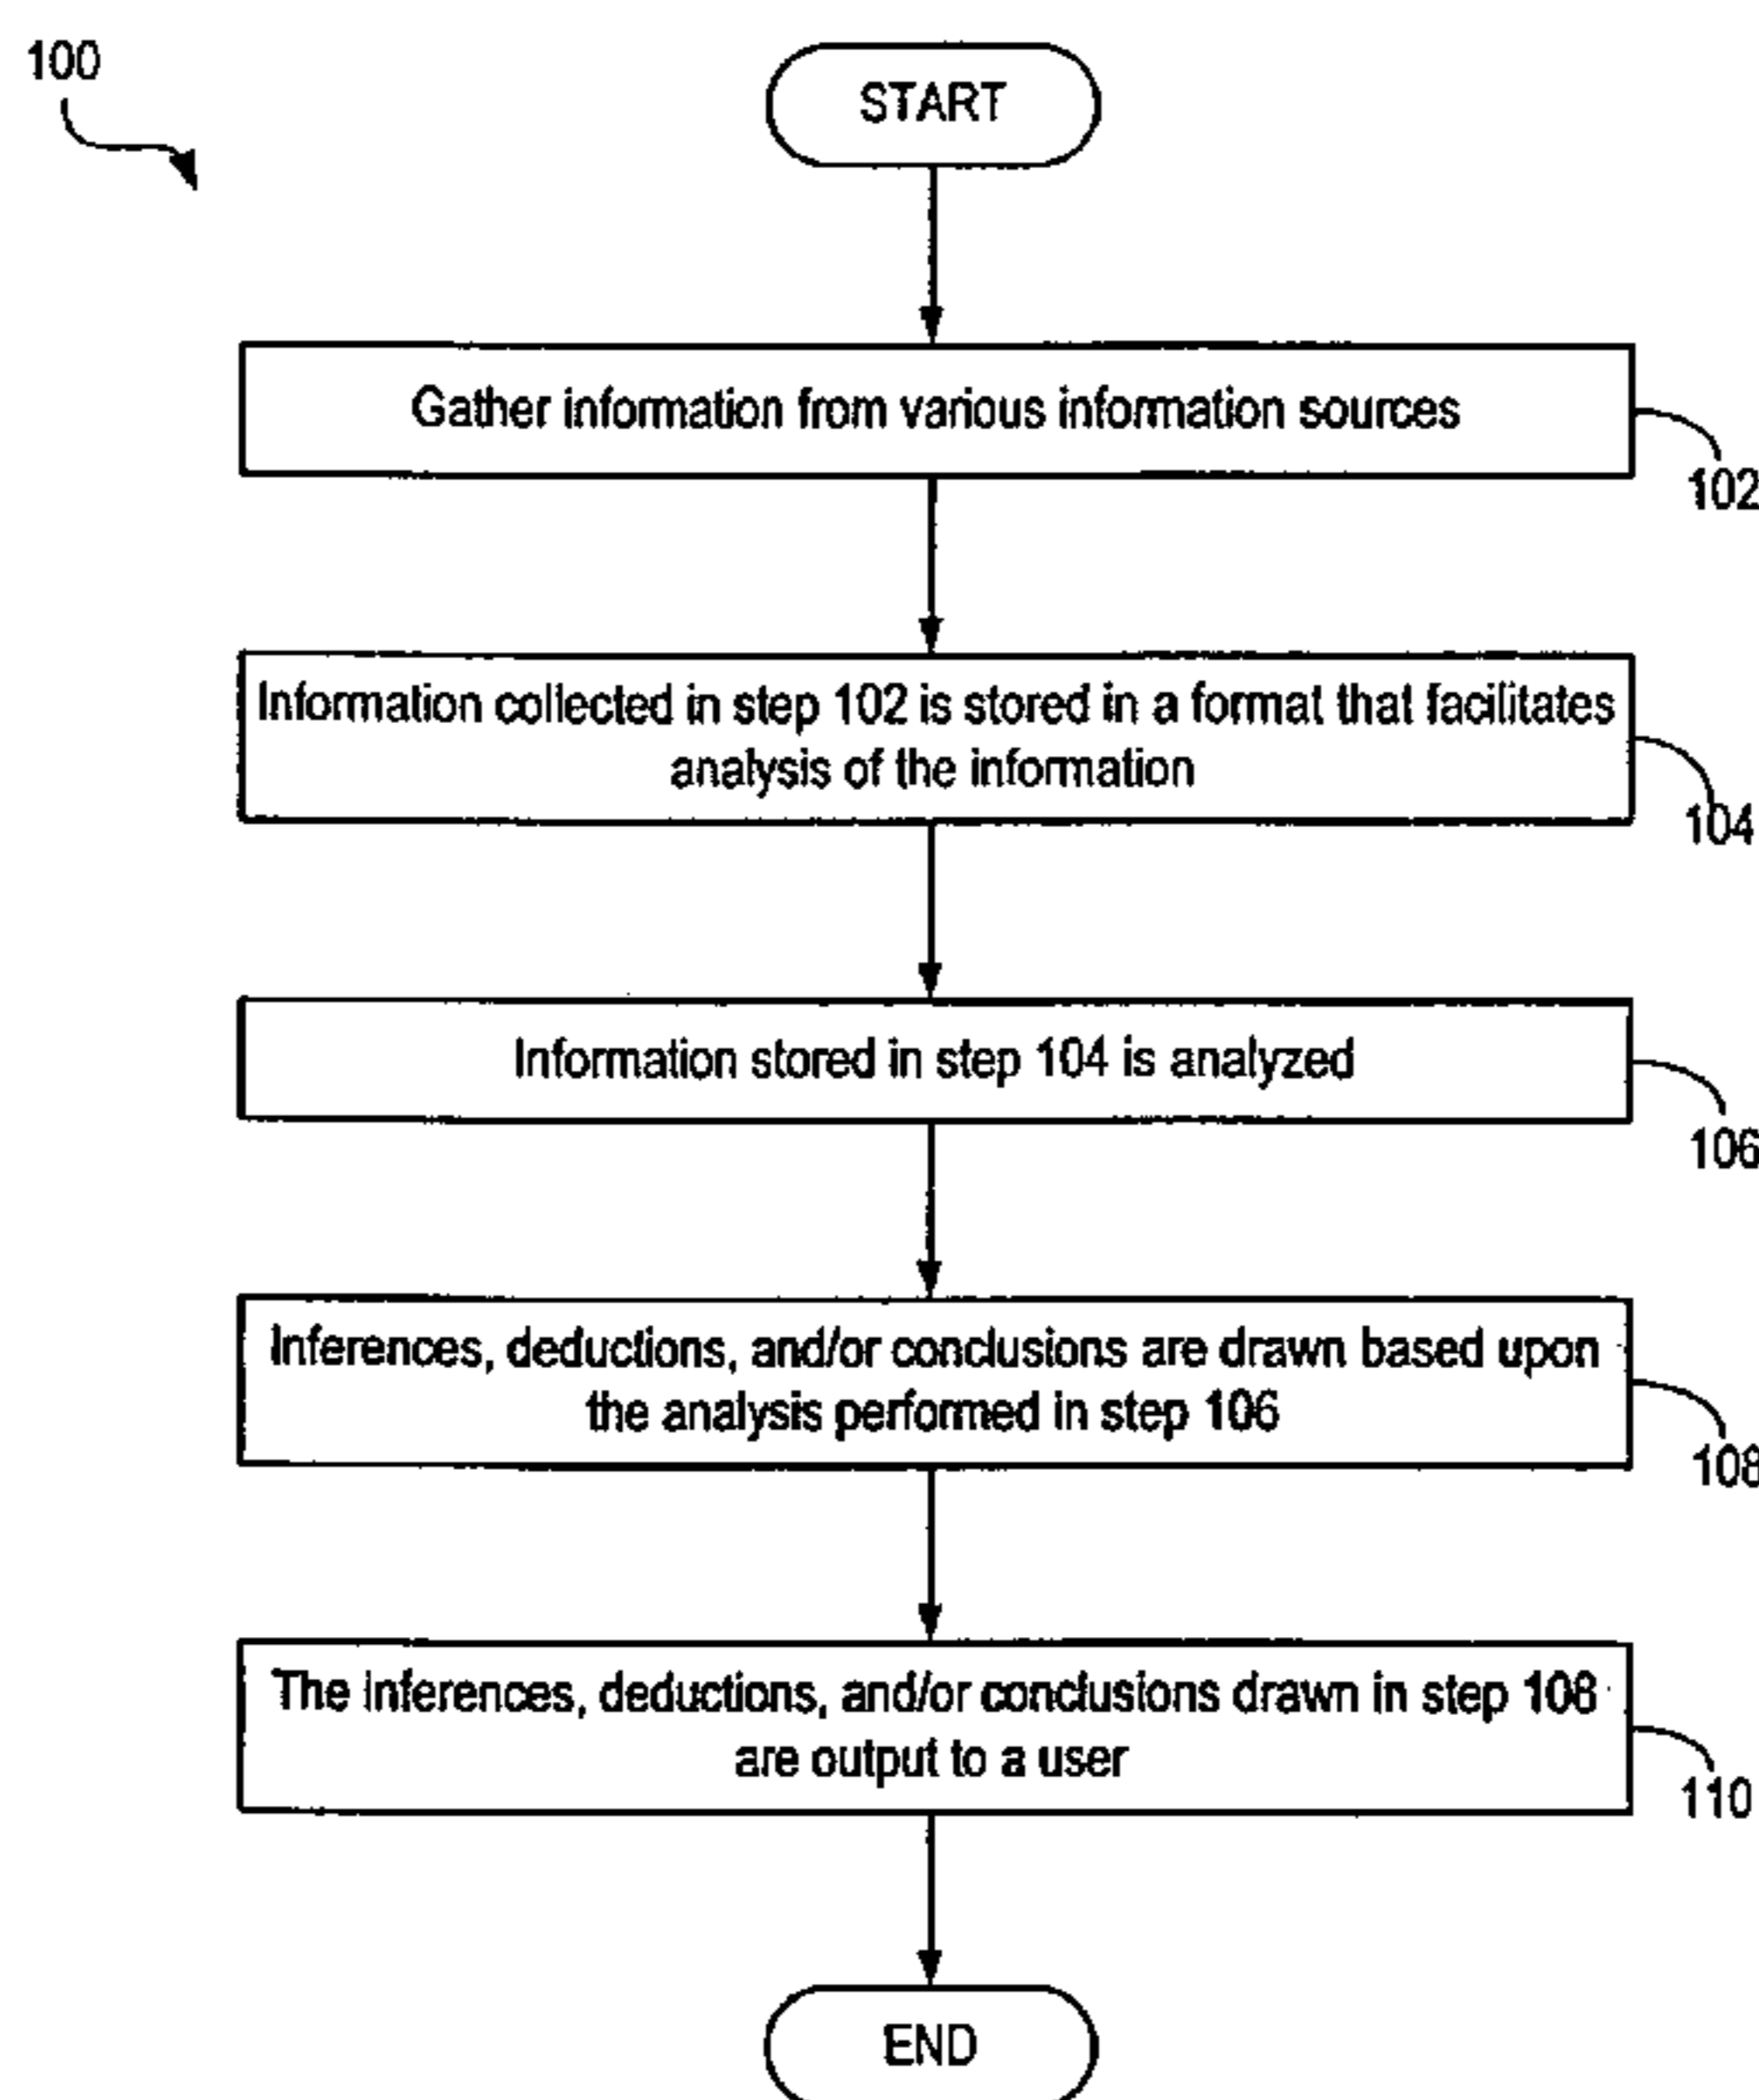 100
START
Gather information from various information sources
102
Information collected in step 102 is stored in a format that facilitates
analysis of the information
104
Information stored in step 104 is analyzed
106
Inferences, deductions, and/or conclusions are drawn based upon
the analysis performed in step 106
108
The inferences, deductions, and/or conclusions drawn in step 108
are output to a user
110
END